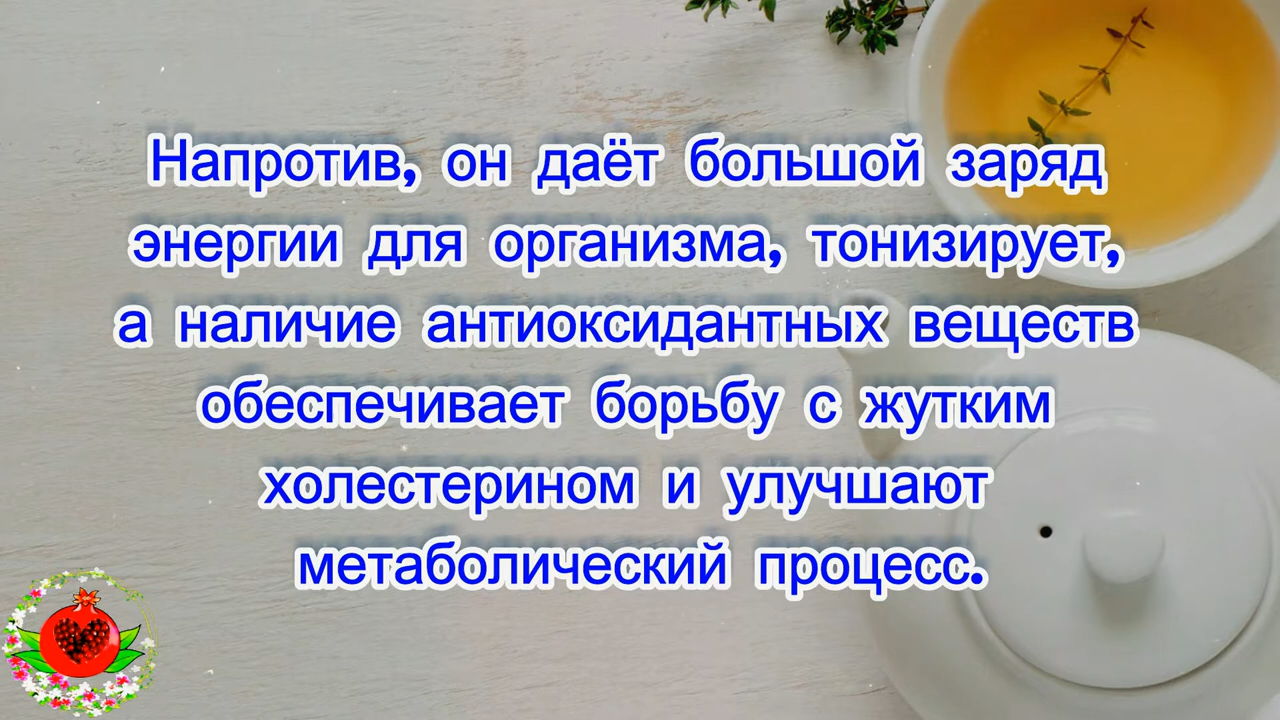 Напротив, он даёт большой заряд
энергии для организма, тонизирует,
а наличие антиоксидантных веществ
обеспечивает борьбу с жутким
холестерином и улучшают
метаболический процесс.